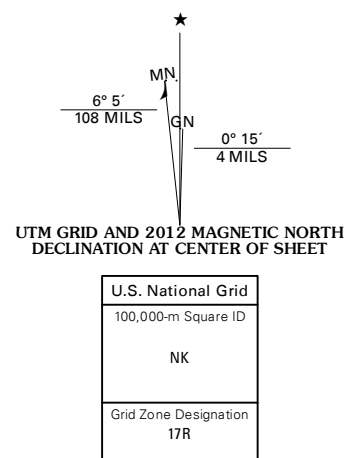 ★
MN
6° 5´
108 MILS
GN
0° 15´
4 MILS
UTM GRID AND 2012 MAGNETIC NORTH
DECLINATION AT CENTER OF SHEET
U.S. National Grid
100,000-m Square ID
NK
Grid Zone Designation
17R